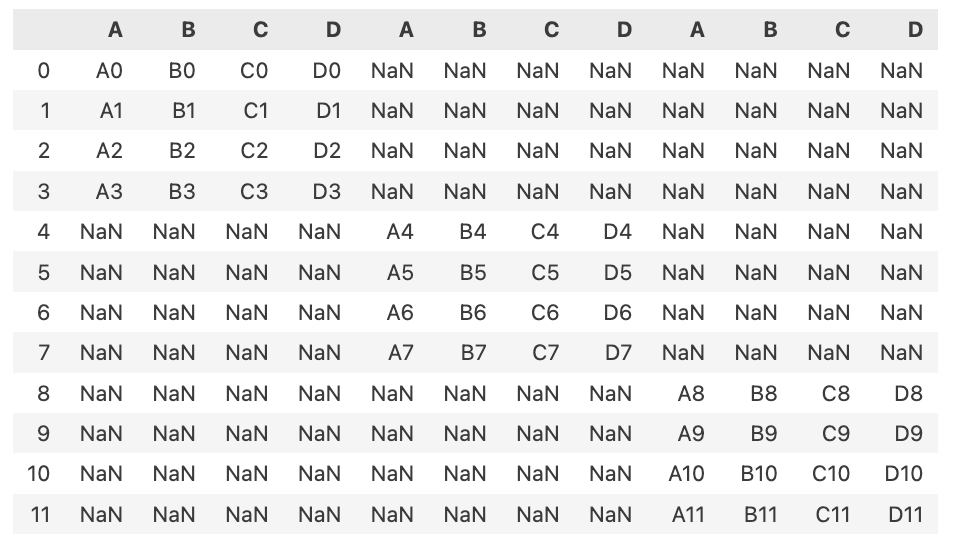 A B C D A B C D A B C D
0 A0 B0 C0 D0 NaN NaN NaN NaN NaN NaN NaN NaN
1 A1 B1 C1 D1 NaN NaN NaN NaN NaN NaN NaN NaN
2 A2 B2 C2 D2 NaN NaN NaN NaN NaN NaN NaN NaN
3 A3 B3 C3 D3 NaN NaN NaN NaN NaN NaN NaN NaN
4 NaN NaN NaN NaN A4 B4 C4 D4 NaN NaN NaN NaN
5 NaN NaN NaN NaN A5 B5 C5 D5 NaN NaN NaN NaN
6 NaN NaN NaN NaN A6 B6 C6 D6 NaN NaN NaN NaN
7 NaN NaN NaN NaN A7 B7 C7 D7 NaN NaN NaN NaN
8 NaN NaN NaN NaN NaN NaN NaN NaN A8 B8 C8 D8
9 NaN NaN NaN NaN NaN NaN NaN NaN A9 B9 C9 D9
10 NaN NaN NaN NaN NaN NaN NaN NaN A10 B10 C10 D10
11 NaN NaN NaN NaN NaN NaN NaN NaN A11 B11 C11 D11